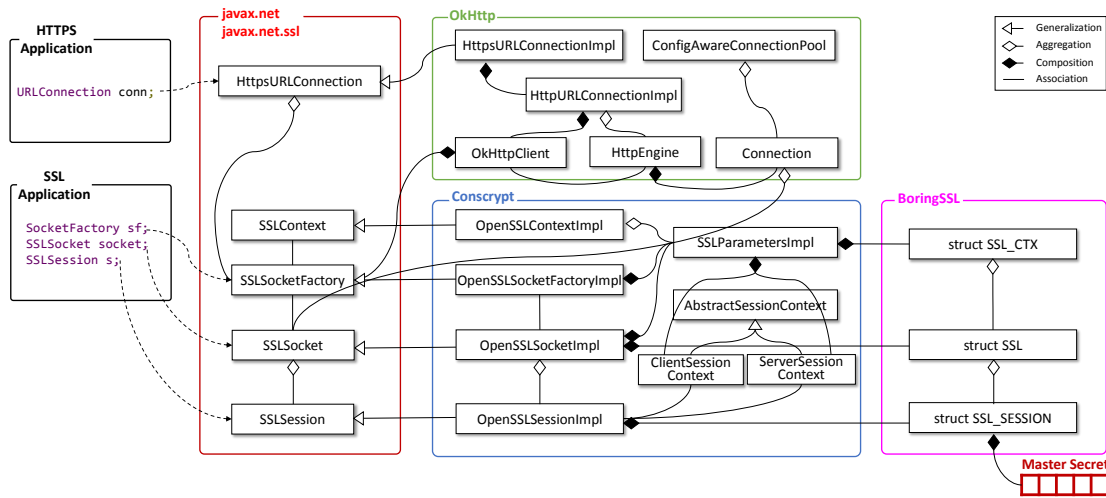 HTTPS
Application
URLConnection conn;
SSL
Application
SocketFactory sf;
SSLSocket socket;
SSLSession s;
javax.net
javax.net.ssl
HttpsURLConnection
SSLContext
SSLSocketFactory
SSLSocket
SSLSession
OkHttp
HttpsURLConnectionImpl
ConfigAwareConnectionPool
HttpURLConnectionImpl
OkHttpClient
HttpEngine
Connection
Conscrypt
OpenSSLContextImpl
SSLParametersImpl
OpenSSLSocketFactoryImpl
AbstractSessionContext
OpenSSLSocketImpl
ClientSession
Context
ServerSession
Context
OpenSSLSessionImpl
BoringSSL
struct SSL_CTX
struct SSL
struct SSL_SESSION
Master Secret
Generalization
Aggregation
Composition
Association